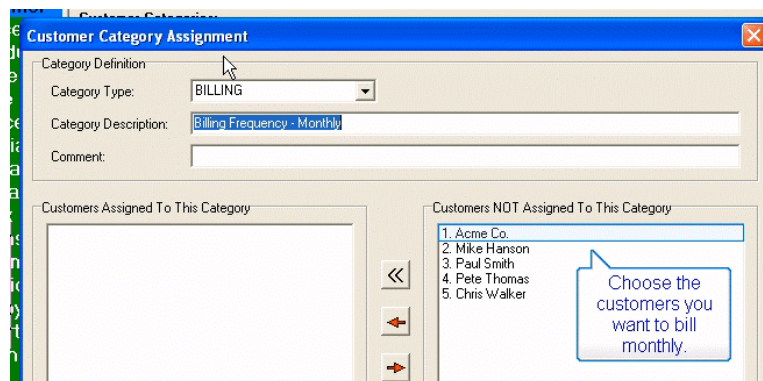 Customer Categories:
Customer Category Assignment
Category Definition
Category Type: BILLING
Category Description: Billing Frequency - Monthly
Comment:
Customers Assigned To This Category
Customers NOT Assigned To This Category
1. Acme Co.
2. Mike Hanson
3. Paul Smith
4. Pete Thomas
5. Chris Walker
Choose the
customers you
want to bill
monthly.